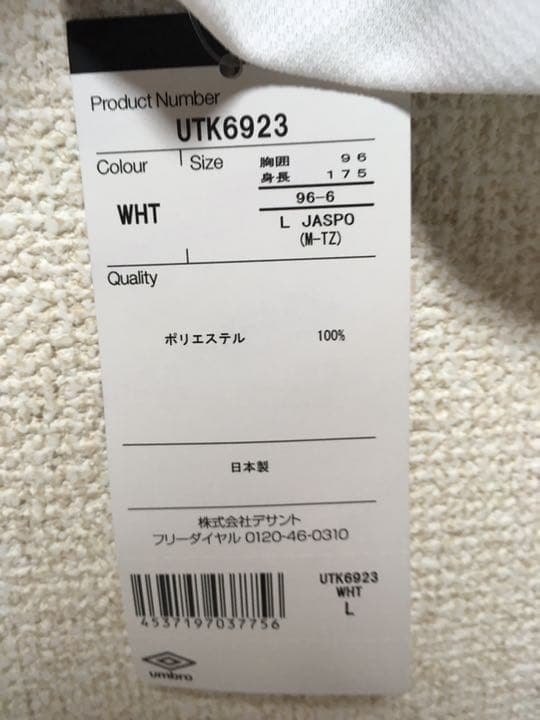 Product Number
UTK6923
Colour
Size
胸囲 96
身長 175
96-6
WHT
L JASPO
(M-TZ)
Quality
ポリエステル 100%
日本製
株式会社デサント
フリーダイヤル 0120-46-0310
UTK6923
WHT
L
4537197037756
umbro